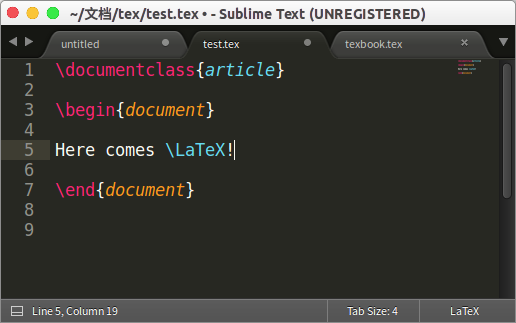 ~/文档/tex/test.tex • - Sublime Text (UNREGISTERED)
untitled
test.tex
texbook.tex
1 \documentclass{article}
2
3 \begin{document}
4
5 Here comes \LaTeX!
6
7 \end{document}
8
9
Line 5, Column 19
Tab Size: 4
LaTeX